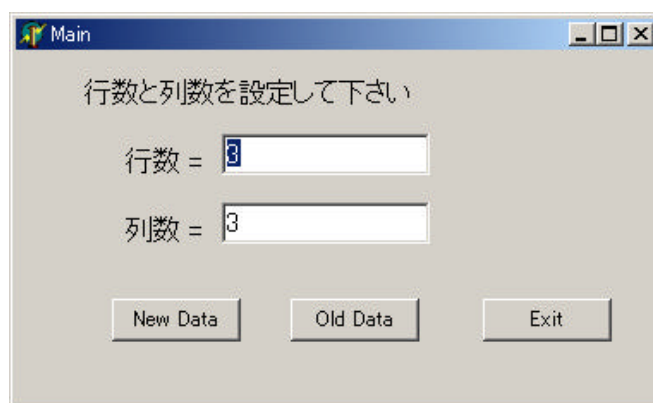 Main
行数と列数を設定して下さい
行数 = 3
列数 = 3
New Data Old Data Exit